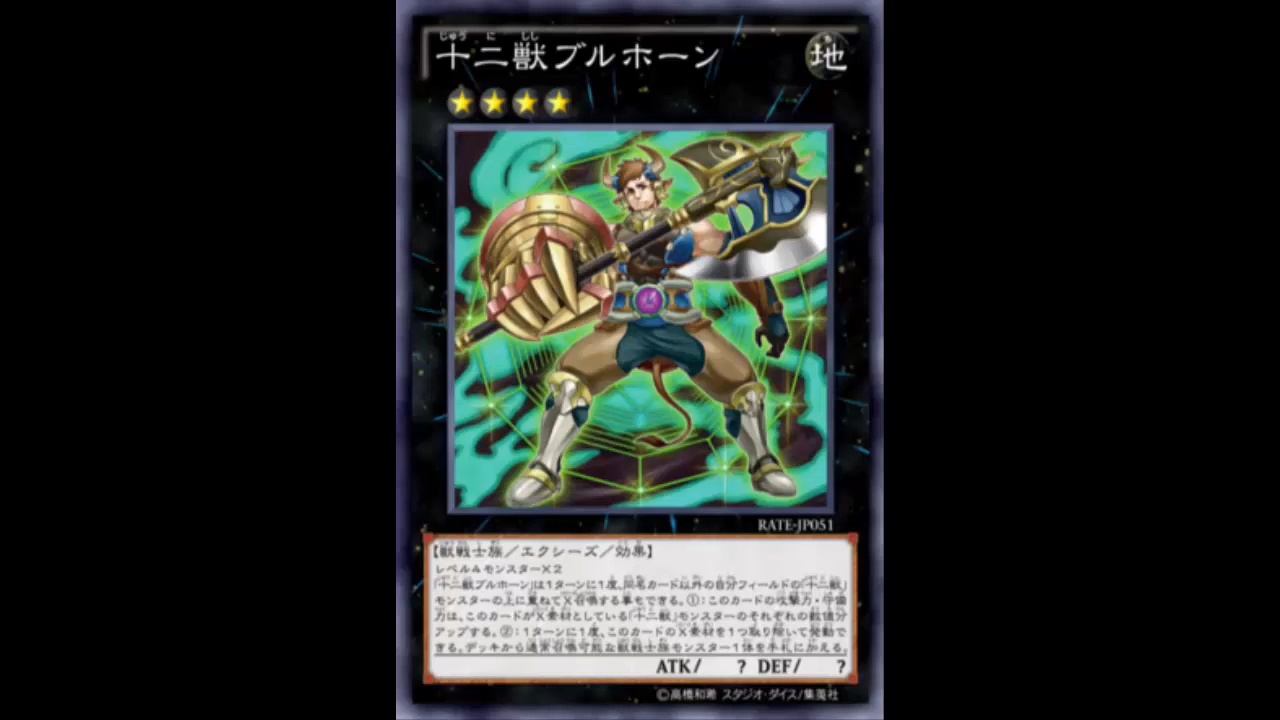 じゅう に しし
十二獣ブルホーン
地
RATE-JP051
【獣戦士族／エクシーズ／効果】
レベル４モンスター×２
「十二獣ブルホーン」は１ターンに１度、同名カード以外の自分フィールドの「十二獣」
モンスターの上に重ねてX召喚する事もできる。①：このカードの攻撃力・守備
力は、このカードがX素材としている「十二獣」モンスターのそれぞれの数値分
アップする。②：１ターンに１度、このカードのX素材を１つ取り除いて発動で
きる。デッキから通常召喚可能な獣戦士族モンスター１体を手札に加える。
ATK/ ? DEF/ ?
©高橋和希 スタジオ・ダイス/集英社